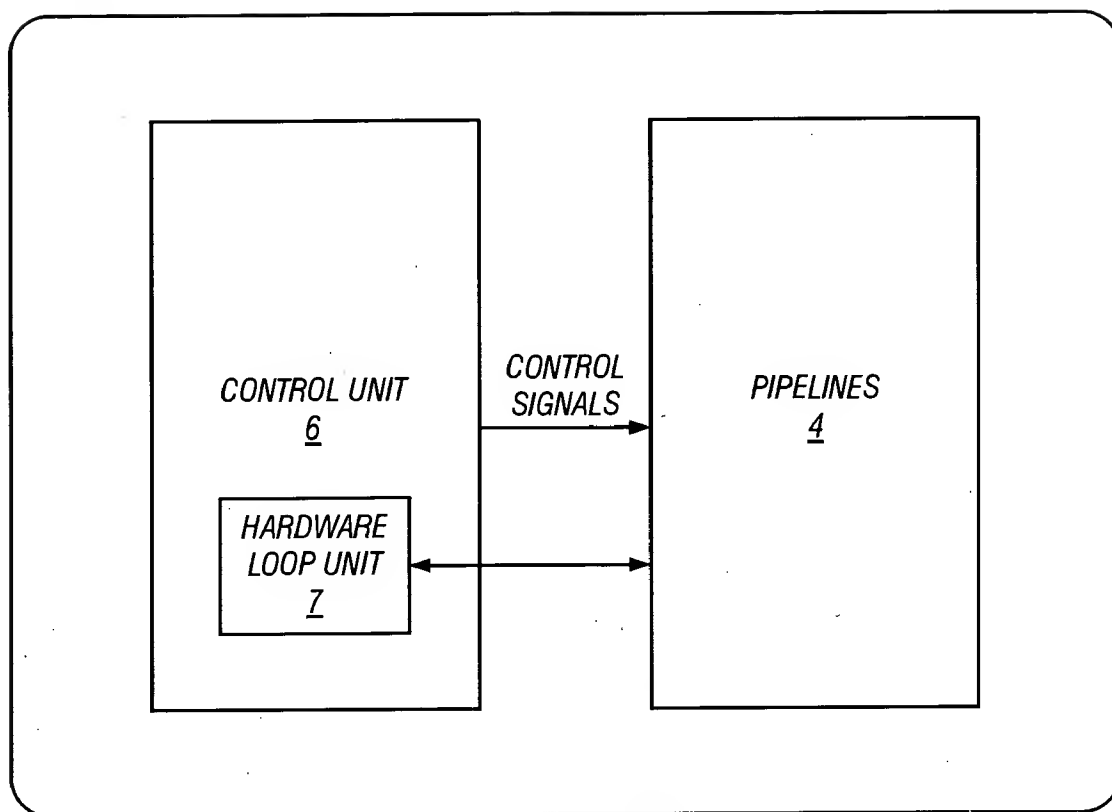 CONTROL UNIT
6
HARDWARE
LOOP UNIT
7
CONTROL
SIGNALS
PIPELINES
4